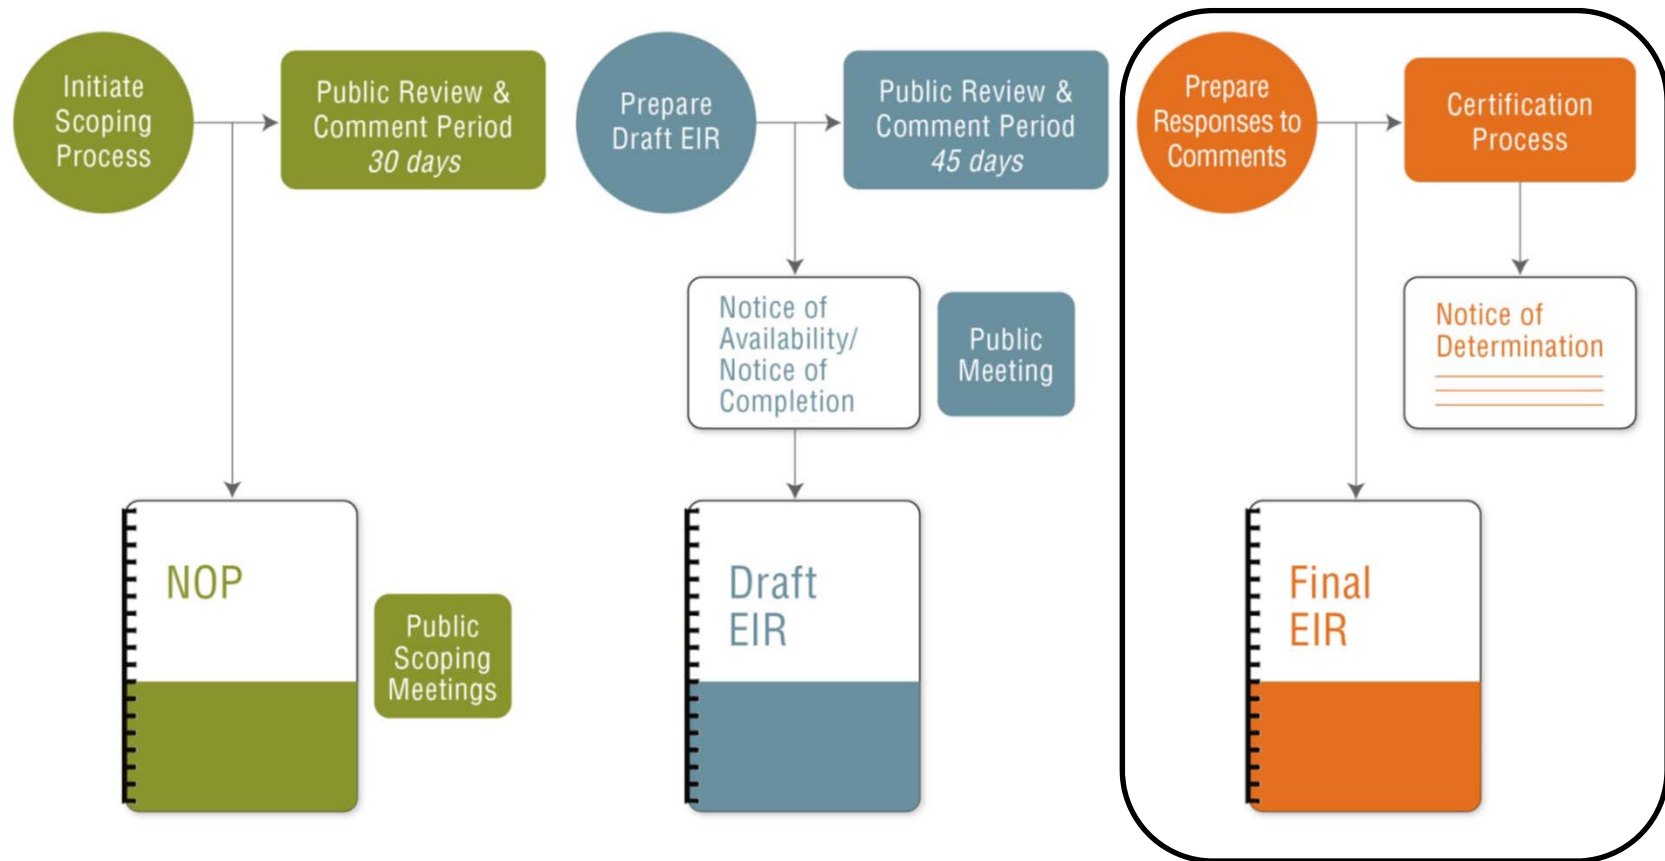 Initiate
Scoping
Process
Public Review &
Comment Period
30 days
NOP
Public
Scoping
Meetings
Prepare
Draft EIR
Public Review &
Comment Period
45 days
Notice of
Availability/
Notice of
Completion
Public
Meeting
Draft
EIR
Prepare
Responses to
Comments
Certification
Process
Notice of
Determination
Final
EIR